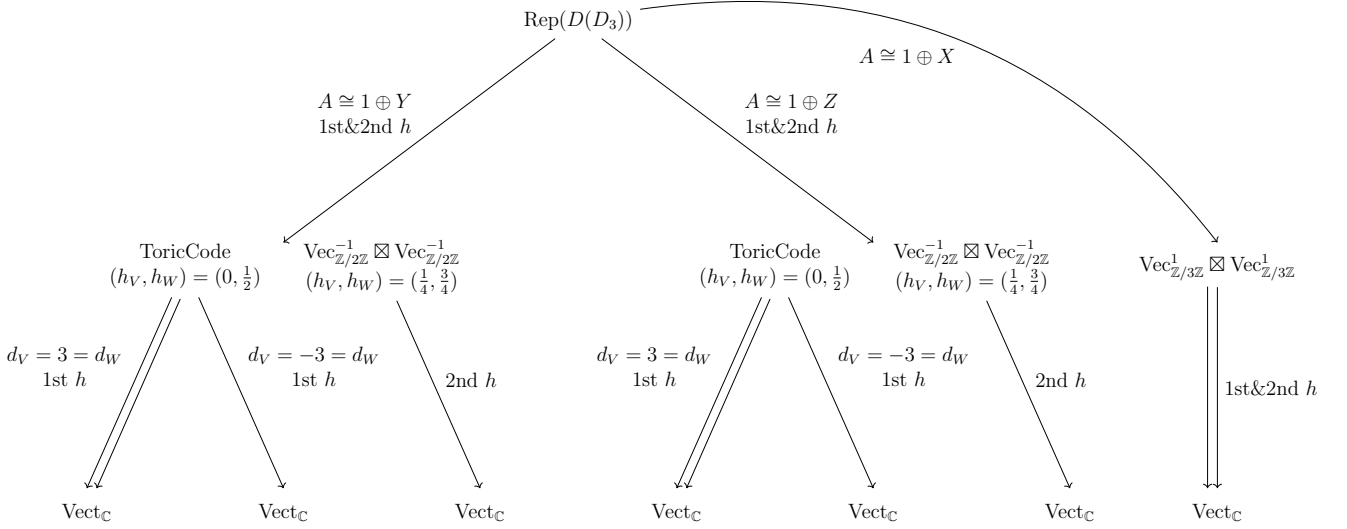 Rep(D(D₃))
A ≅ 1 ⊕ X
A ≅ 1 ⊕ Y
1st&2nd h
A ≅ 1 ⊕ Z
1st&2nd h
ToricCode
(h_V, h_W) = (0, 1/2)
Vec^{-1}_{ℤ/2ℤ} ⊠ Vec^{-1}_{ℤ/2ℤ}
(h_V, h_W) = (1/4, 3/4)
ToricCode
(h_V, h_W) = (0, 1/2)
Vec^{-1}_{ℤ/2ℤ} ⊠ Vec^{-1}_{ℤ/2ℤ}
(h_V, h_W) = (1/4, 3/4)
Vec^{1}_{ℤ/3ℤ} ⊠ Vec^{1}_{ℤ/3ℤ}
d_V = 3 = d_W
1st h
d_V = −3 = d_W
1st h
2nd h
d_V = 3 = d_W
1st h
d_V = −3 = d_W
1st h
2nd h
1st&2nd h
Vect_ℂ
Vect_ℂ
Vect_ℂ
Vect_ℂ
Vect_ℂ
Vect_ℂ
Vect_ℂ